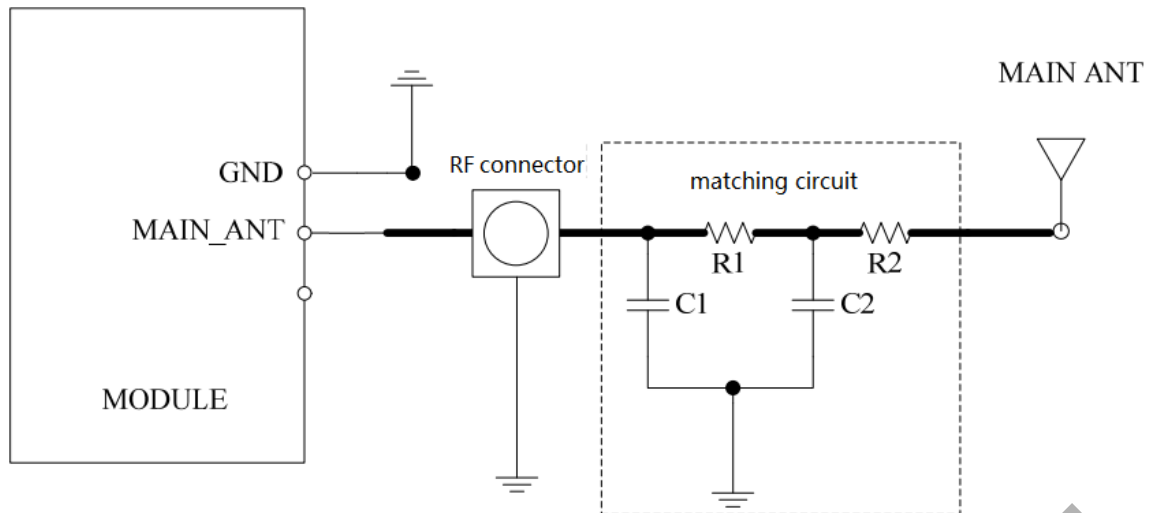 MAIN ANT
GND
RF connector
matching circuit
MAIN_ANT
R1
R2
C1
C2
MODULE